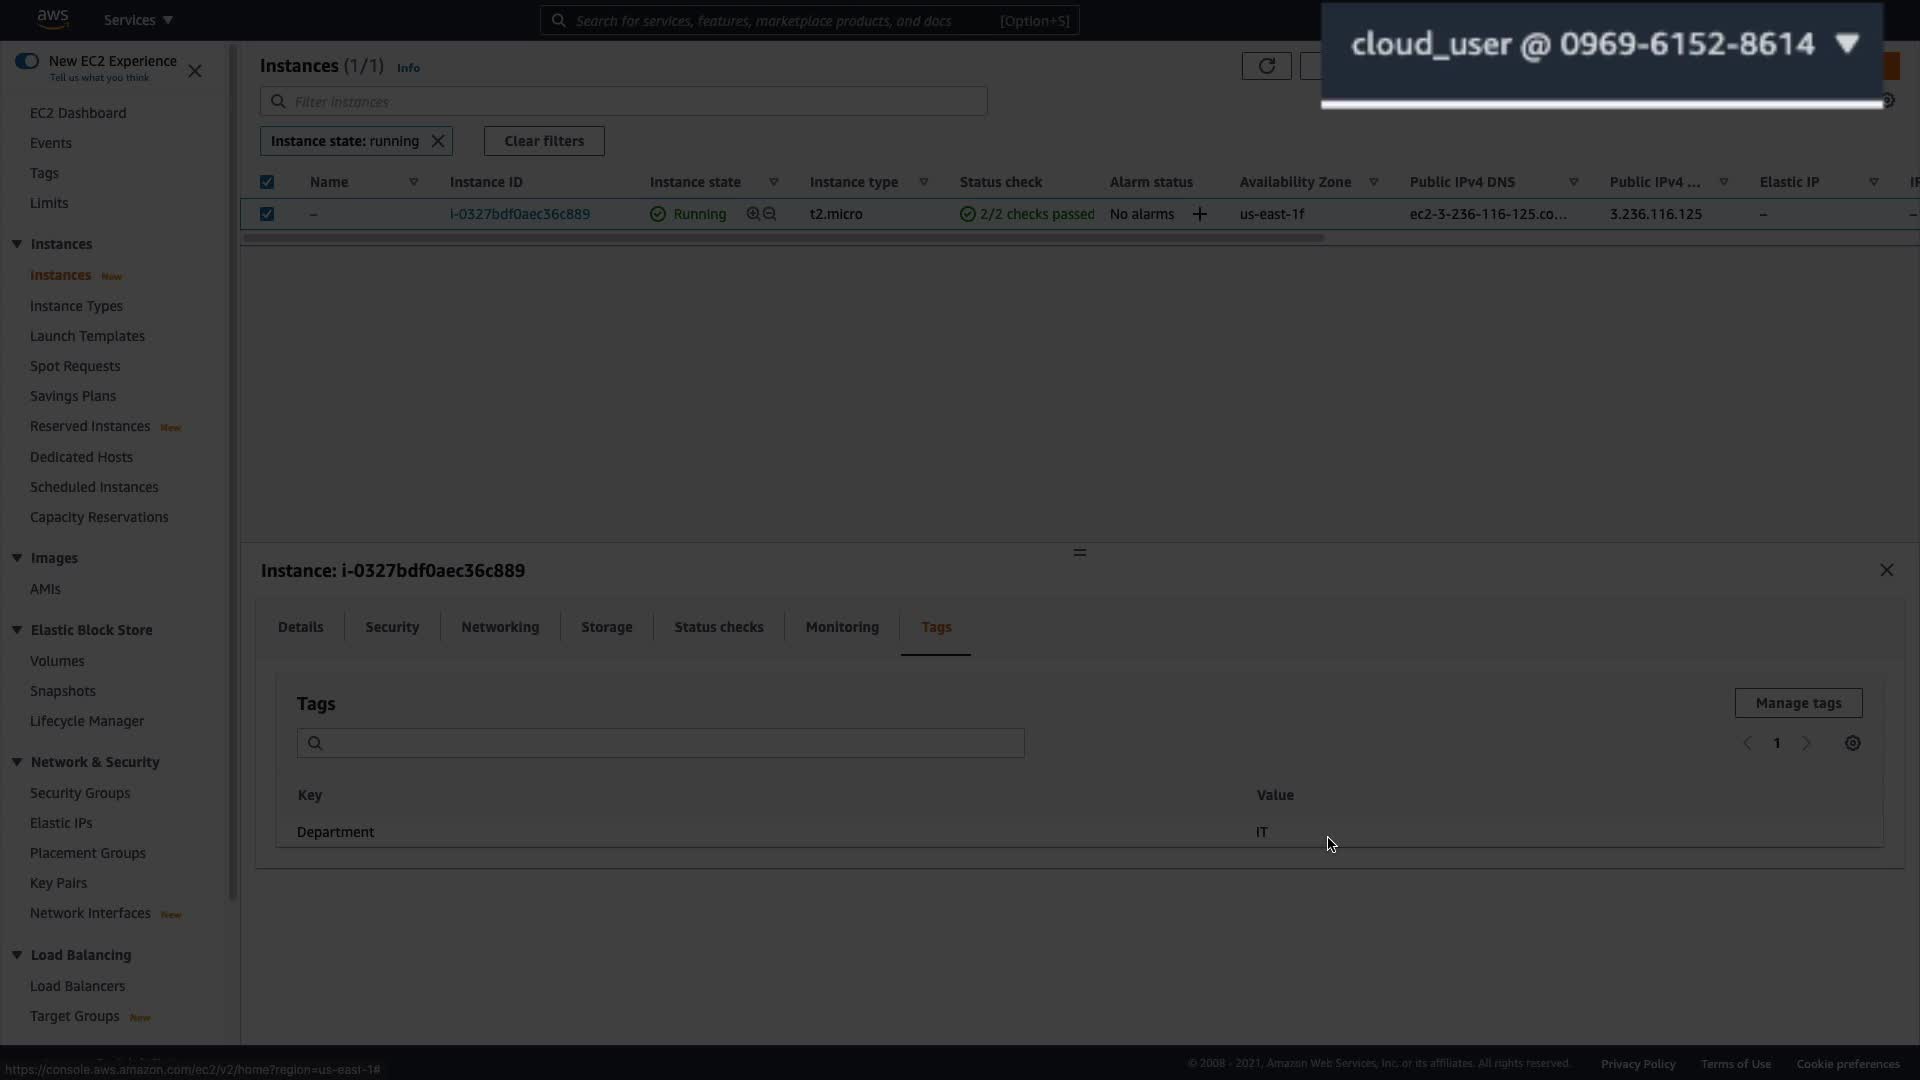 aws
Services
Search for services, features, marketplace products, and docs [Option+S]
cloud_user @ 0969-6152-8614
New EC2 Experience
Tell us what you think
EC2 Dashboard
Events
Tags
Limits
Instances
Instances New
Instance Types
Launch Templates
Spot Requests
Savings Plans
Reserved Instances New
Dedicated Hosts
Scheduled Instances
Capacity Reservations
Images
AMIs
Elastic Block Store
Volumes
Snapshots
Lifecycle Manager
Network & Security
Security Groups
Elastic IPs
Placement Groups
Key Pairs
Network Interfaces New
Load Balancing
Load Balancers
Target Groups New
Instances (1/1) Info
Filter instances
Instance state: running Clear filters
Name Instance ID Instance state Instance type Status check Alarm status Availability Zone Public IPv4 DNS Public IPv4 ... Elastic IP
– i-0327bdf0aec36c889 Running t2.micro 2/2 checks passed No alarms + us-east-1f ec2-3-236-116-125.co... 3.236.116.125 – –
Instance: i-0327bdf0aec36c889
Details Security Networking Storage Status checks Monitoring Tags
Tags
Manage tags
1
Key Value
Department IT
https://console.aws.amazon.com/ec2/v2/home?region=us-east-1#
© 2008 - 2021, Amazon Web Services, Inc. or its affiliates. All rights reserved. Privacy Policy Terms of Use Cookie preferences